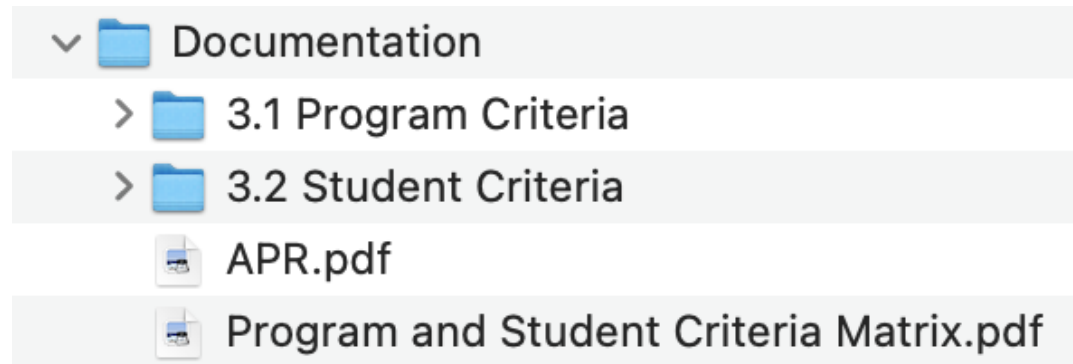 Documentation
3.1 Program Criteria
3.2 Student Criteria
APR.pdf
Program and Student Criteria Matrix.pdf